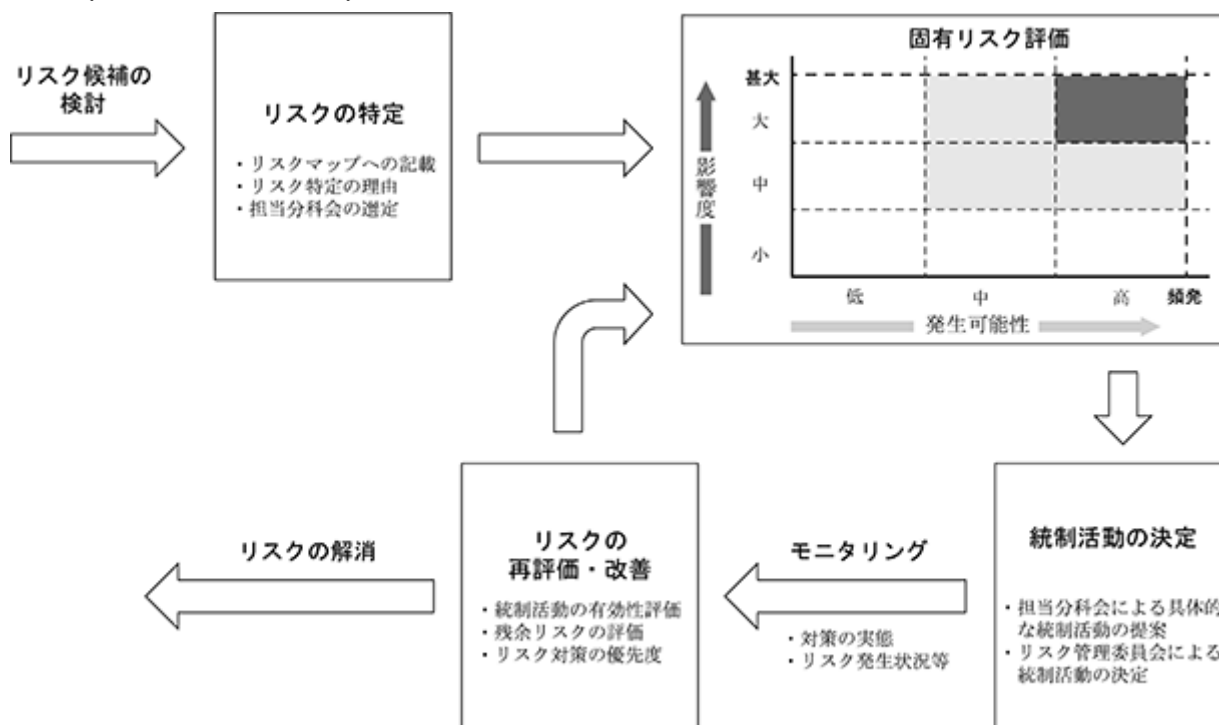 リスク候補の
検討
リスクの特定
・リスクマップへの記載
・リスク特定の理由
・担当分科会の選定
固有リスク評価
甚大
大
中
小
影響度
低
中
高
頻発
発生可能性
統制活動の決定
・担当分科会による具体的
な統制活動の提案
・リスク管理委員会による
統制活動の決定
モニタリング
・対策の実態
・リスク発生状況等
リスクの
再評価・改善
・統制活動の有効性評価
・残余リスクの評価
・リスク対策の優先度
リスクの解消